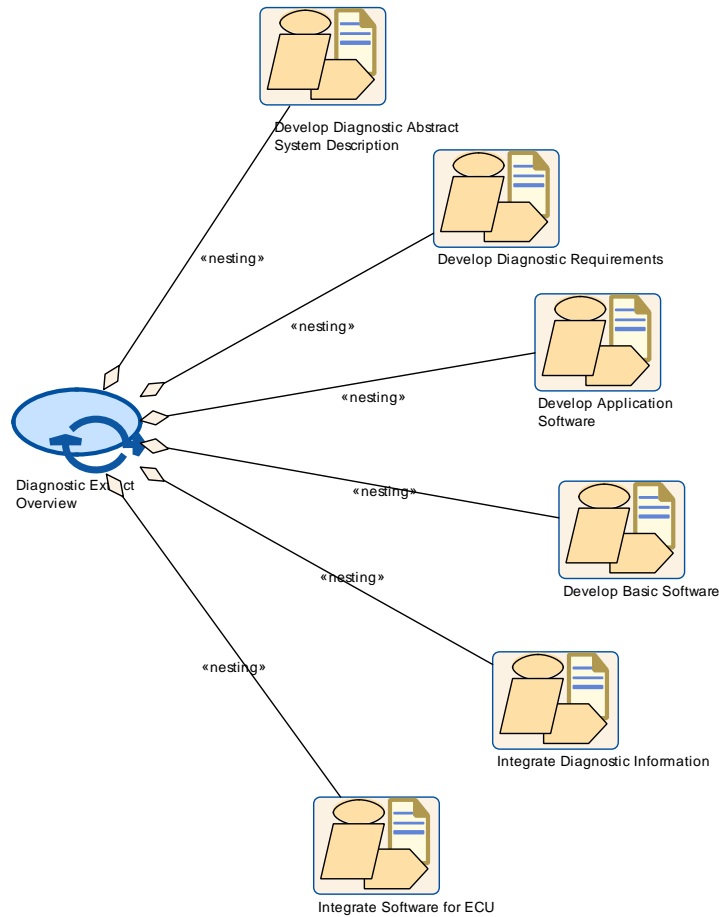 Develop Diagnostic Abstract
System Description
Develop Diagnostic Requirements
«nesting»
«nesting»
Develop Application
Software
«nesting»
Diagnostic Extract
Overview
«nesting»
Develop Basic Software
«nesting»
«nesting»
Integrate Diagnostic Information
Integrate Software for ECU